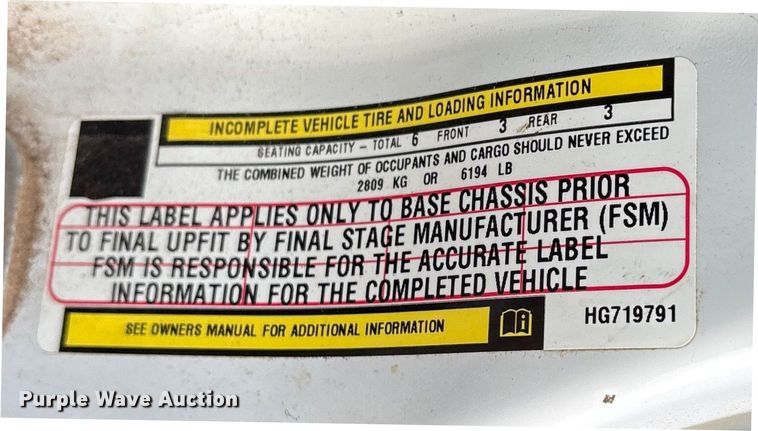 INCOMPLETE VEHICLE TIRE AND LOADING INFORMATION
SEATING CAPACITY - TOTAL 6 FRONT 3 REAR 3
THE COMBINED WEIGHT OF OCCUPANTS AND CARGO SHOULD NEVER EXCEED
2809 KG OR 6194 LB
THIS LABEL APPLIES ONLY TO BASE CHASSIS PRIOR
TO FINAL UPFIT BY FINAL STAGE MANUFACTURER (FSM)
FSM IS RESPONSIBLE FOR THE ACCURATE LABEL
INFORMATION FOR THE COMPLETED VEHICLE
SEE OWNERS MANUAL FOR ADDITIONAL INFORMATION
HG719791
Purple Wave Auction